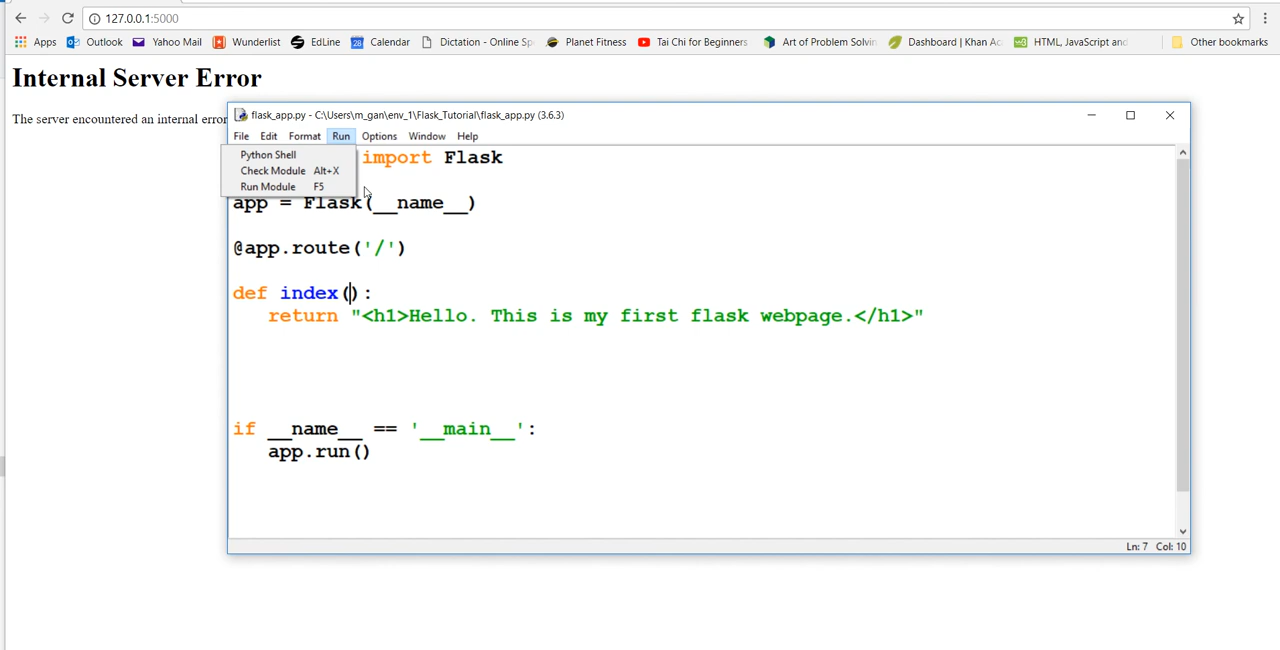 127.0.0.1:5000
Apps Outlook Yahoo Mail Wunderlist EdLine 28 Calendar Dictation - Online Sp Planet Fitness Tai Chi for Beginners Art of Problem Solvin Dashboard | Khan Ac w3 HTML, JavaScript and Other bookmarks
Internal Server Error
The server encountered an internal error
flask_app.py - C:\Users\m_gan\env_1\Flask_Tutorial\flask_app.py (3.6.3)
File Edit Format Run Options Window Help
Python Shell
Check Module Alt+X
Run Module F5
import Flask
app = Flask(__name__)
@app.route('/')
def index():
return "<h1>Hello. This is my first flask webpage.</h1>"
if __name__ == '__main__':
app.run()
Ln: 7 Col: 10